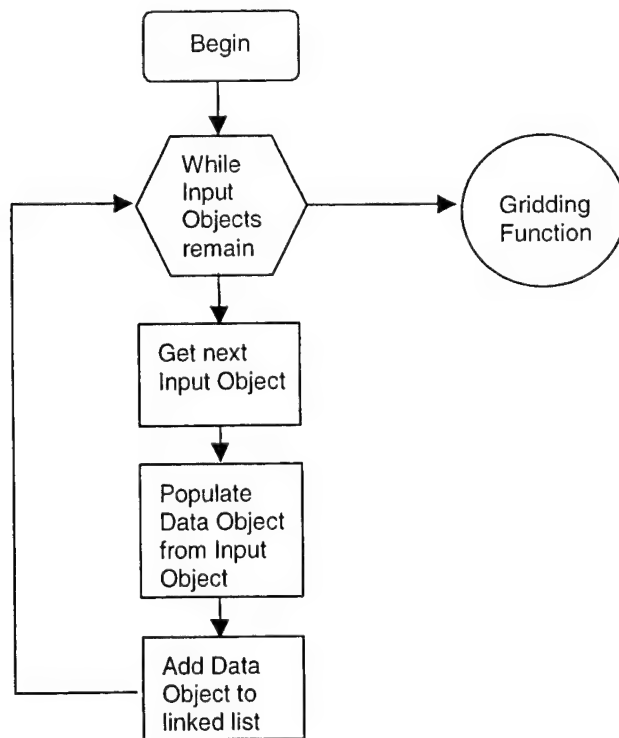 Begin
While
Input
Objects
remain
Gridding
Function
Get next
Input Object
Populate
Data Object
from Input
Object
Add Data
Object to
linked list